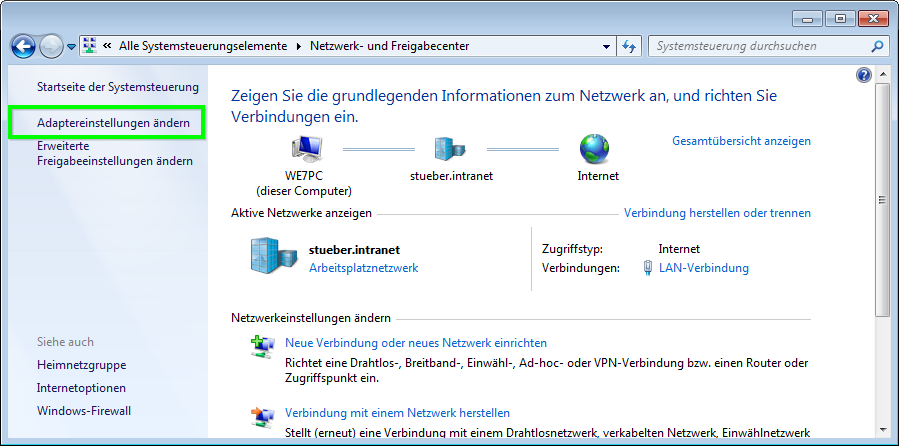 Alle Systemsteuerungselemente
Netzwerk- und Freigabecenter
Systemsteuerung durchsuchen
Startseite der Systemsteuerung
Adaptereinstellungen ändern
Erweiterte
Freigabeeinstellungen ändern
Siehe auch
Heimnetzgruppe
Internetoptionen
Windows-Firewall
Zeigen Sie die grundlegenden Informationen zum Netzwerk an, und richten Sie
Verbindungen ein.
Gesamtübersicht anzeigen
WE7PC
(dieser Computer)
stueber.intranet
Internet
Aktive Netzwerke anzeigen
Verbindung herstellen oder trennen
stueber.intranet
Arbeitsplatznetzwerk
Zugriffstyp: Internet
Verbindungen: LAN-Verbindung
Netzwerkeinstellungen ändern
Neue Verbindung oder neues Netzwerk einrichten
Richtet eine Drahtlos-, Breitband-, Einwähl-, Ad-hoc- oder VPN-Verbindung bzw. einen Router oder
Zugriffspunkt ein.
Verbindung mit einem Netzwerk herstellen
Stellt (erneut) eine Verbindung mit einem Drahtlosnetzwerk, verkabelten Netzwerk, Einwählnetzwerk